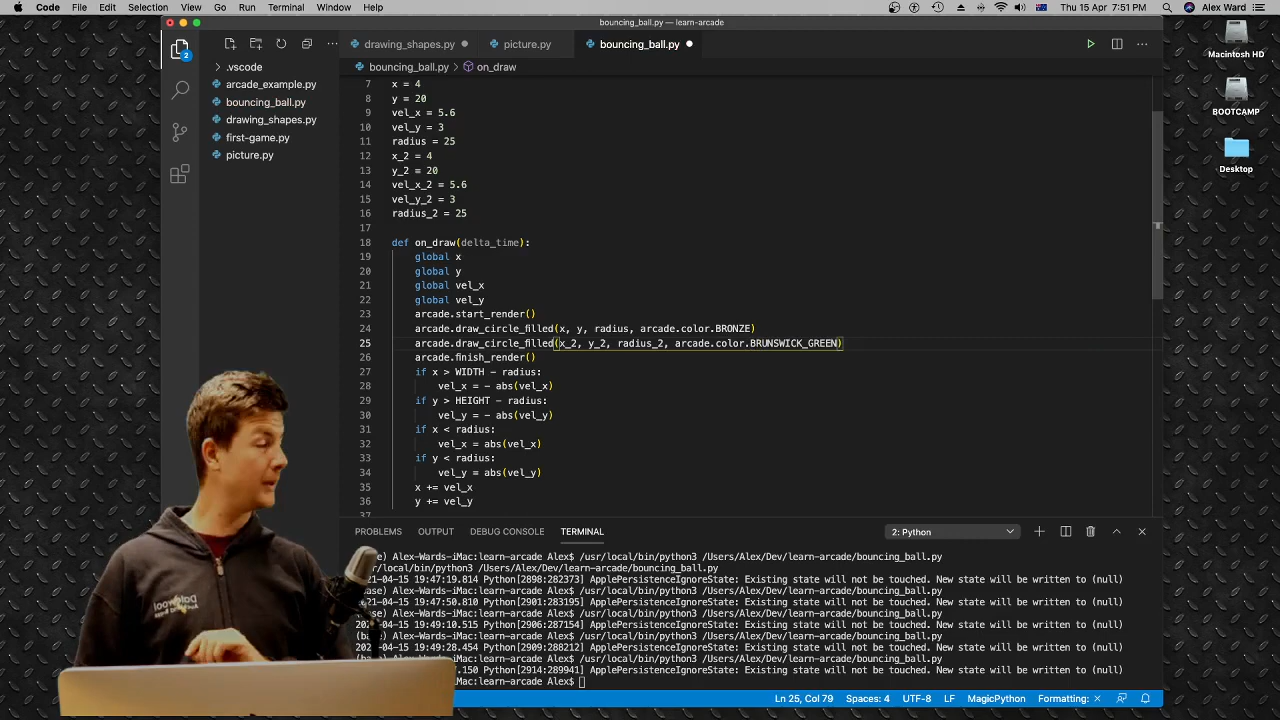 Code File Edit Selection View Go Run Terminal Window Help Thu 15 Apr 7:51 PM Alex Ward
bouncing_ball.py — learn-arcade
drawing_shapes.py picture.py bouncing_ball.py
bouncing_ball.py > on_draw
Macintosh HD
BOOTCAMP
Desktop
2
.vscode
arcade_example.py
bouncing_ball.py
drawing_shapes.py
first-game.py
picture.py
7 x = 4
8 y = 20
9 vel_x = 5.6
10 vel_y = 3
11 radius = 25
12 x_2 = 4
13 y_2 = 20
14 vel_x_2 = 5.6
15 vel_y_2 = 3
16 radius_2 = 25
17
18 def on_draw(delta_time):
19 global x
20 global y
21 global vel_x
22 global vel_y
23 arcade.start_render()
24 arcade.draw_circle_filled(x, y, radius, arcade.color.BRONZE)
25 arcade.draw_circle_filled(x_2, y_2, radius_2, arcade.color.BRUNSWICK_GREEN)
26 arcade.finish_render()
27 if x > WIDTH - radius:
28 vel_x = - abs(vel_x)
29 if y > HEIGHT - radius:
30 vel_y = - abs(vel_y)
31 if x < radius:
32 vel_x = abs(vel_x)
33 if y < radius:
34 vel_y = abs(vel_y)
35 x += vel_x
36 y += vel_y
37
PROBLEMS OUTPUT DEBUG CONSOLE TERMINAL 2: Python
) Alex-Wards-iMac:learn-arcade Alex$ /usr/local/bin/python3 /Users/Alex/Dev/learn-arcade/bouncing_ball.py
r/local/bin/python3 /Users/Alex/Dev/learn-arcade/bouncing_ball.py
21-04-15 19:47:19.814 Python[2898:282373] ApplePersistenceIgnoreState: Existing state will not be touched. New state will be written to (null)
ase) Alex-Wards-iMac:learn-arcade Alex$ /usr/local/bin/python3 /Users/Alex/Dev/learn-arcade/bouncing_ball.py
21-04-15 19:47:50.810 Python[2901:283195] ApplePersistenceIgnoreState: Existing state will not be touched. New state will be written to (null)
ase) Alex-Wards-iMac:learn-arcade Alex$ /usr/local/bin/python3 /Users/Alex/Dev/learn-arcade/bouncing_ball.py
-04-15 19:49:10.515 Python[2906:287154] ApplePersistenceIgnoreState: Existing state will not be touched. New state will be written to (null)
(base) Alex-Wards-iMac:learn-arcade Alex$ /usr/local/bin/python3 /Users/Alex/Dev/learn-arcade/bouncing_ball.py
-04-15 19:49:28.454 Python[2909:288212] ApplePersistenceIgnoreState: Existing state will not be touched. New state will be written to (null)
) Alex-Wards-iMac:learn-arcade Alex$ /usr/local/bin/python3 /Users/Alex/Dev/learn-arcade/bouncing_ball.py
.150 Python[2914:289941] ApplePersistenceIgnoreState: Existing state will not be touched. New state will be written to (null)
iMac:learn-arcade Alex$
Ln 25, Col 79 Spaces: 4 UTF-8 LF MagicPython Formatting: ×